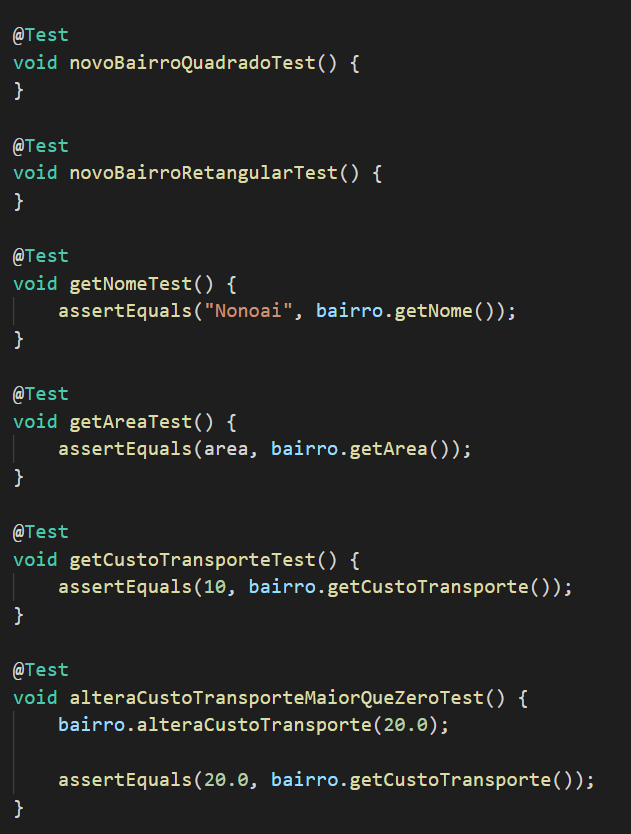 @Test
void novoBairroQuadradoTest() {
}
@Test
void novoBairroRetangularTest() {
}
@Test
void getNomeTest() {
assertEquals("Nonoai", bairro.getNome());
}
@Test
void getAreaTest() {
assertEquals(area, bairro.getArea());
}
@Test
void getCustoTransporteTest() {
assertEquals(10, bairro.getCustoTransporte());
}
@Test
void alteraCustoTransporteMaiorQueZeroTest() {
bairro.alteraCustoTransporte(20.0);
assertEquals(20.0, bairro.getCustoTransporte());
}